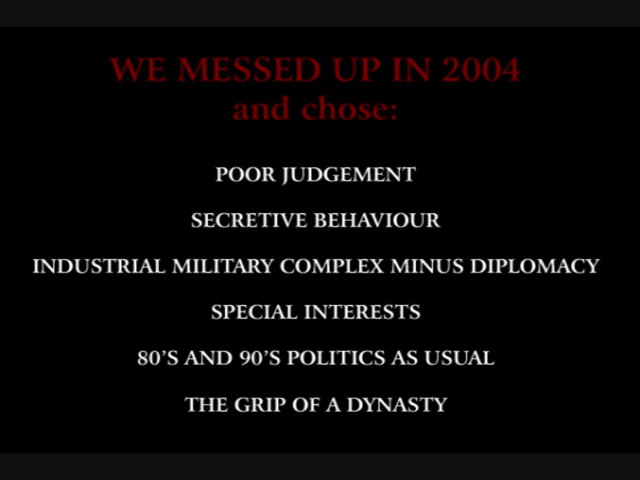 WE MESSED UP IN 2004
and chose:
POOR JUDGEMENT
SECRETIVE BEHAVIOUR
INDUSTRIAL MILITARY COMPLEX MINUS DIPLOMACY
SPECIAL INTERESTS
80'S AND 90'S POLITICS AS USUAL
THE GRIP OF A DYNASTY